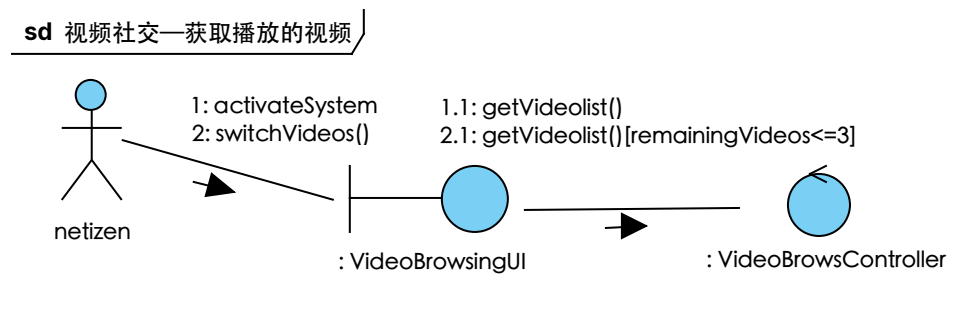 sd 视频社交—获取播放的视频
1: activateSystem
2: switchVideos()
1.1: getVideolist()
2.1: getVideolist()[remainingVideos<=3]
netizen
: VideoBrowsingUI
: VideoBrowsController